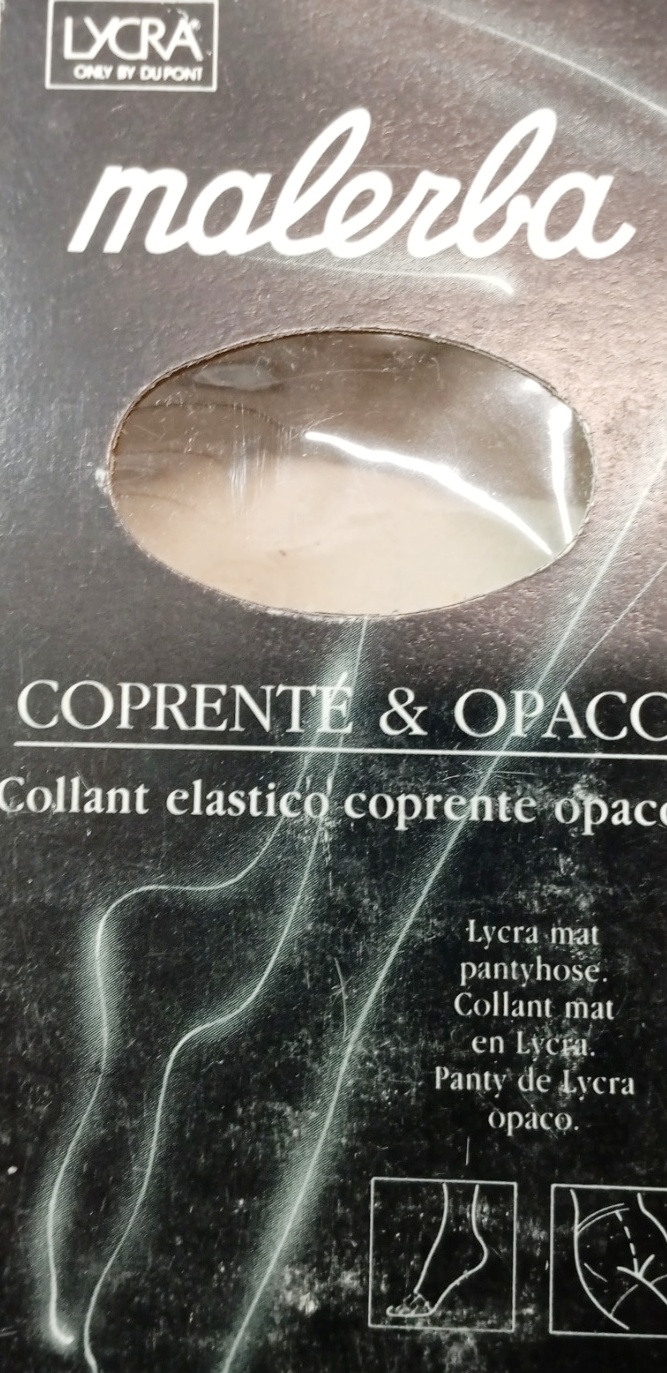 LYCRA®
ONLY BY DU PONT
malerba
COPRENTE & OPACO
Collant elastico coprente opaco
Lycra mat
pantyhose.
Collant mat
en Lycra.
Panty de Lycra
opaco.